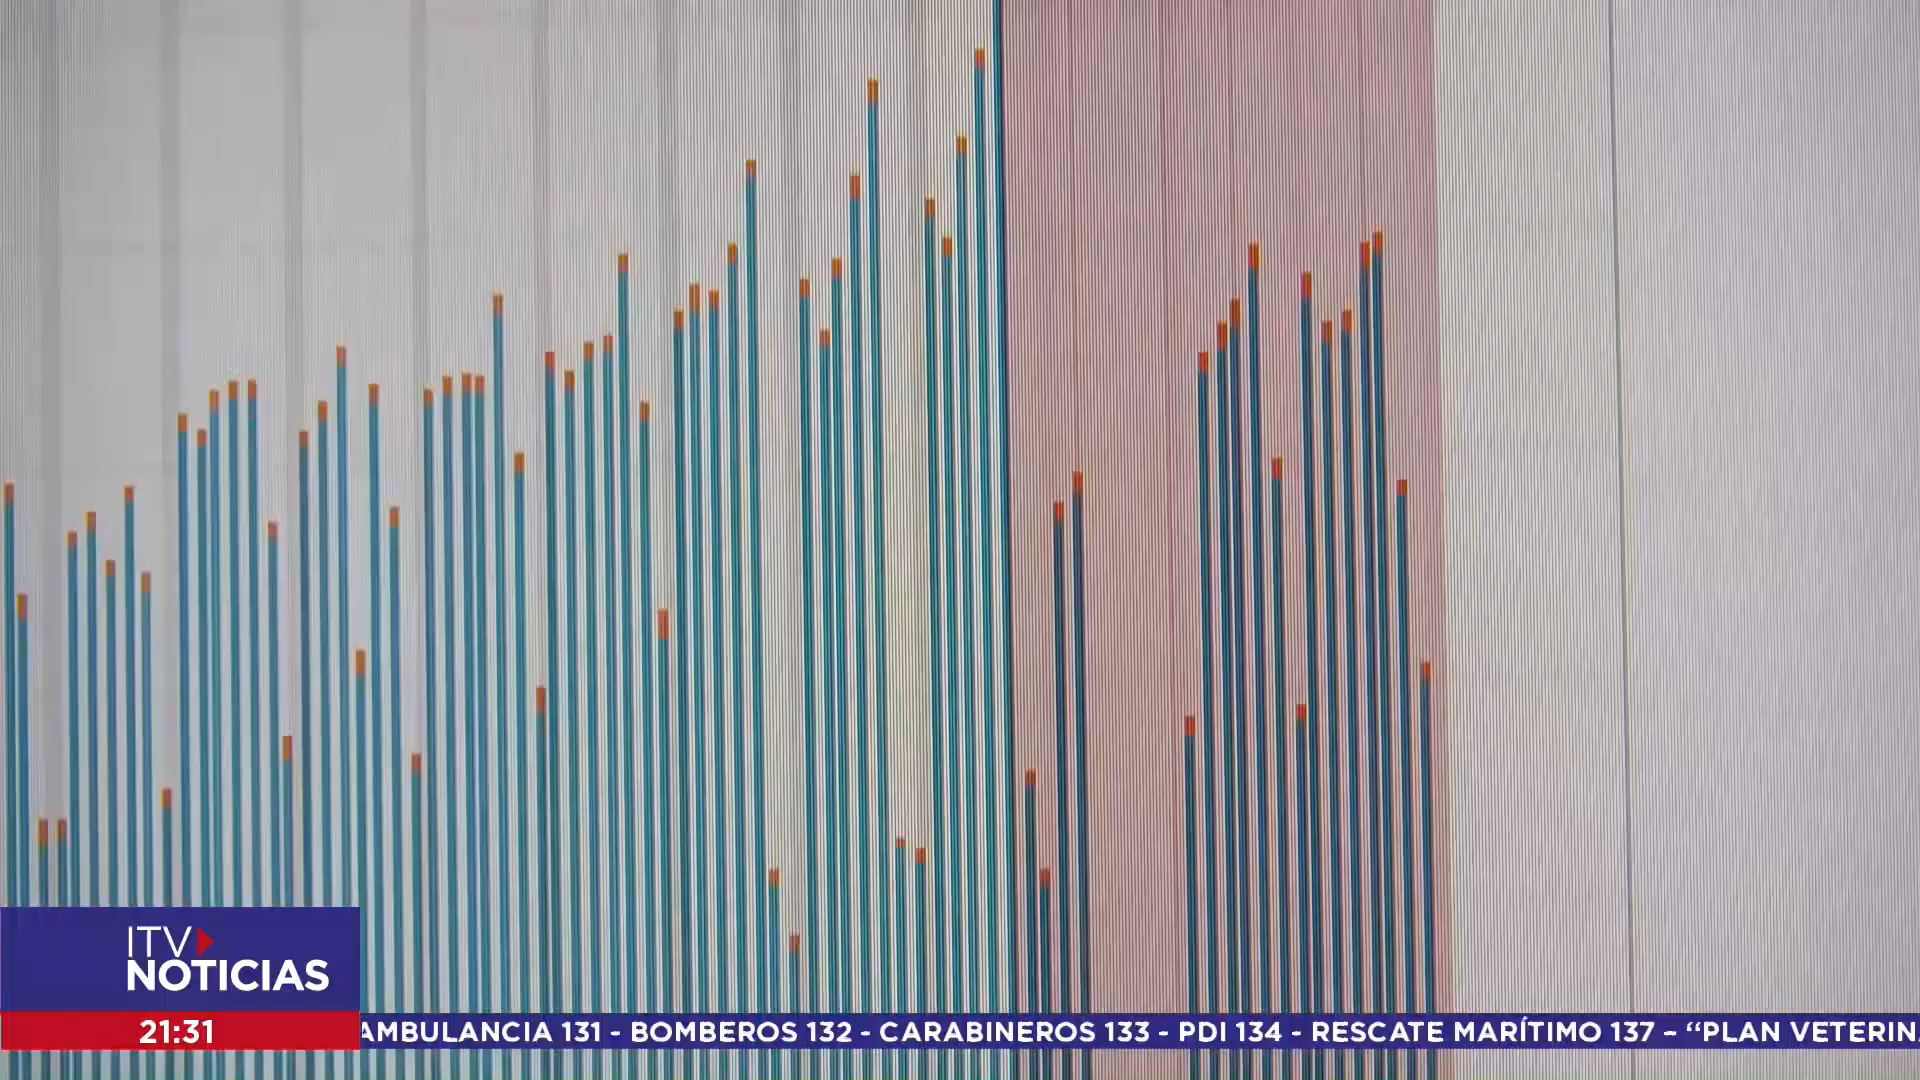 ITV
NOTICIAS
21:31
AMBULANCIA 131 - BOMBEROS 132 - CARABINEROS 133 - PDI 134 - RESCATE MARÍTIMO 137 - “PLAN VETERIN